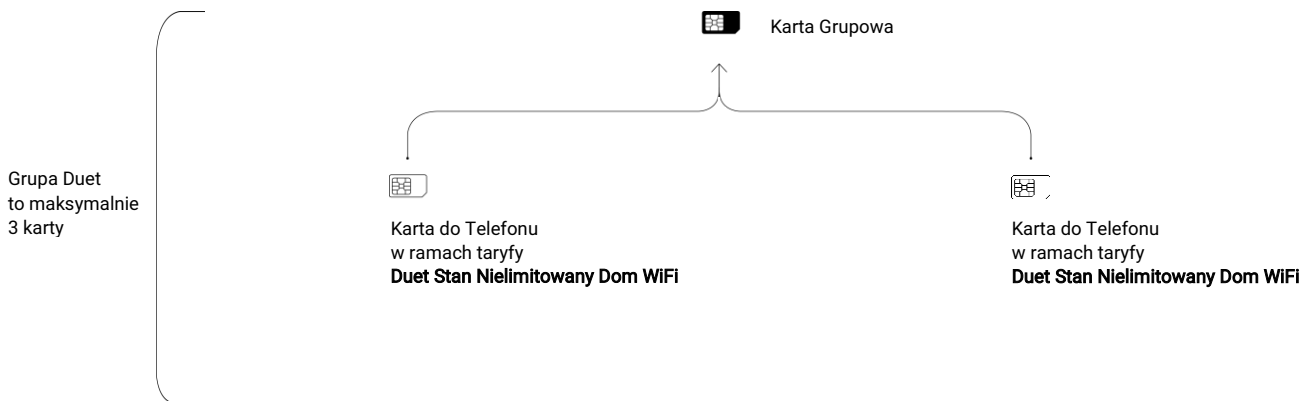 Karta Grupowa
Grupa Duet
to maksymalnie
3 karty
Karta do Telefonu
w ramach taryfy
Duet Stan Nielimitowany Dom WiFi
Karta do Telefonu
w ramach taryfy
Duet Stan Nielimitowany Dom WiFi